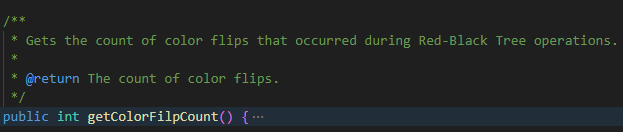 /**
* Gets the count of color flips that occurred during Red-Black Tree operations.
*
* @return The count of color flips.
*/
public int getColorFilpCount() {···